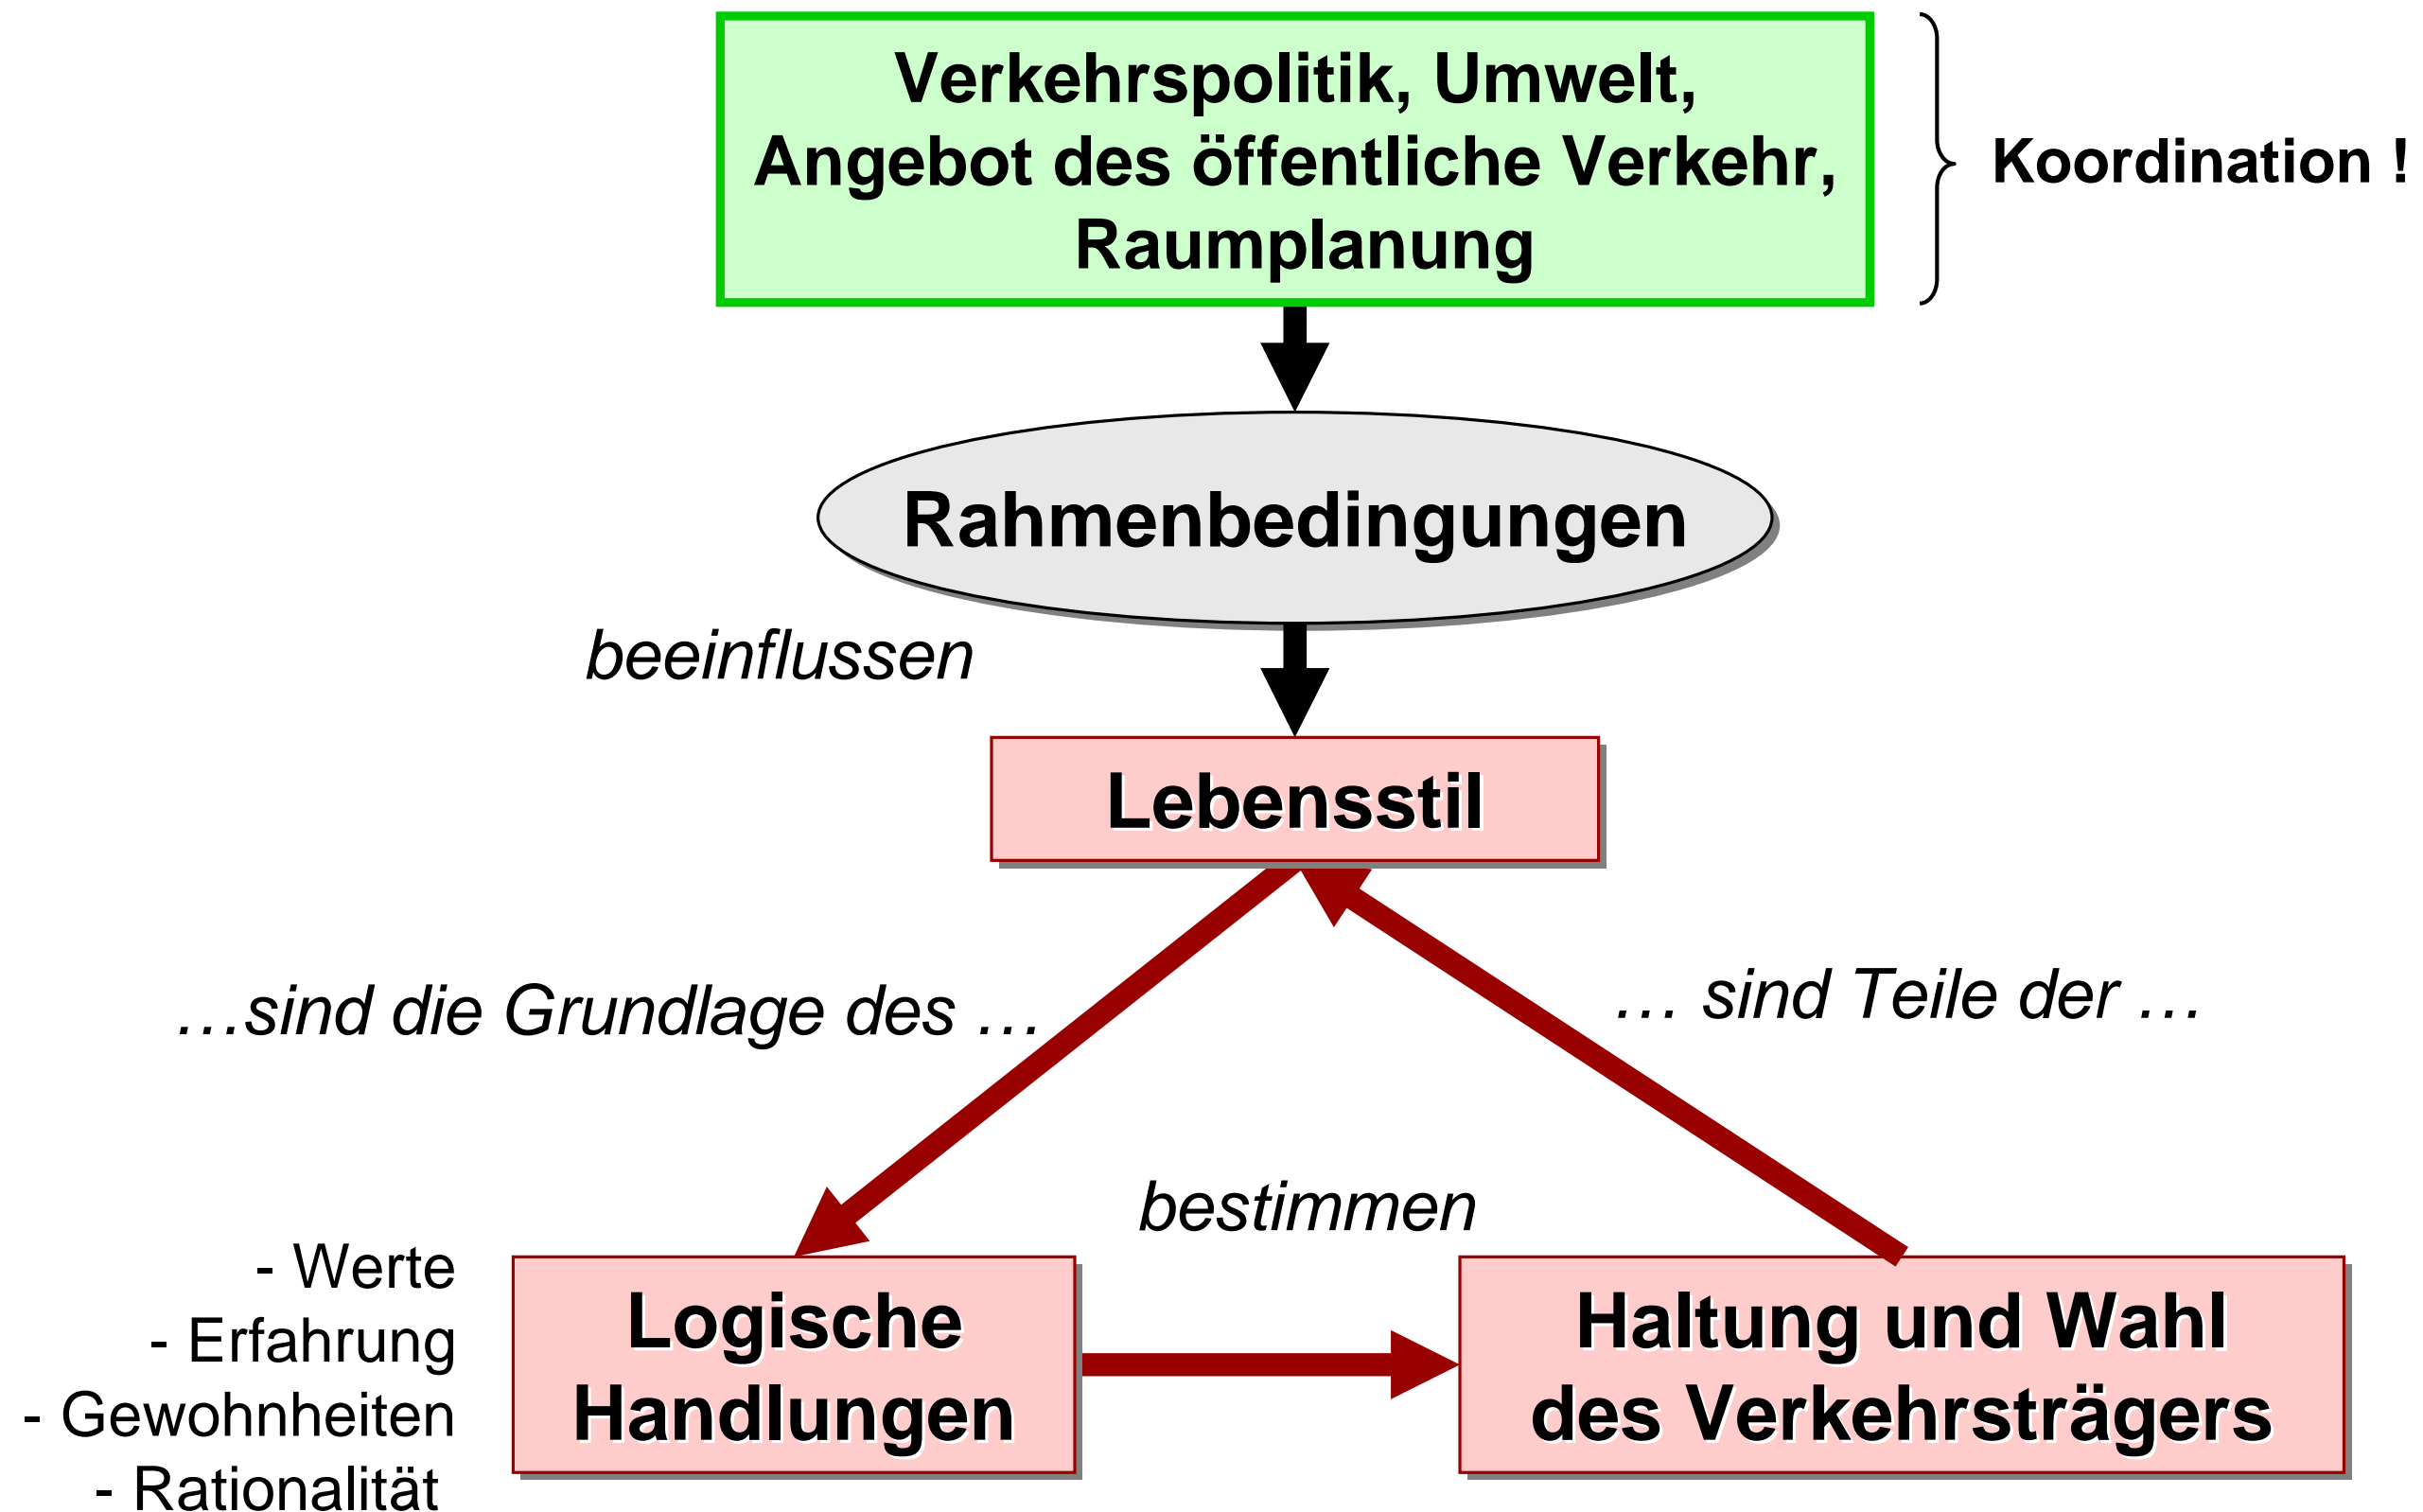 Verkehrspolitik, Umwelt,
Angebot des öffentliche Verkehr,
Raumplanung
Koordination !
Rahmenbedingungen
beeinflussen
Lebensstil
…sind die Grundlage des …
… sind Teile der …
bestimmen
- Werte
- Erfahrung
- Gewohnheiten
- Rationalität
Logische
Handlungen
Haltung und Wahl
des Verkehrsträgers